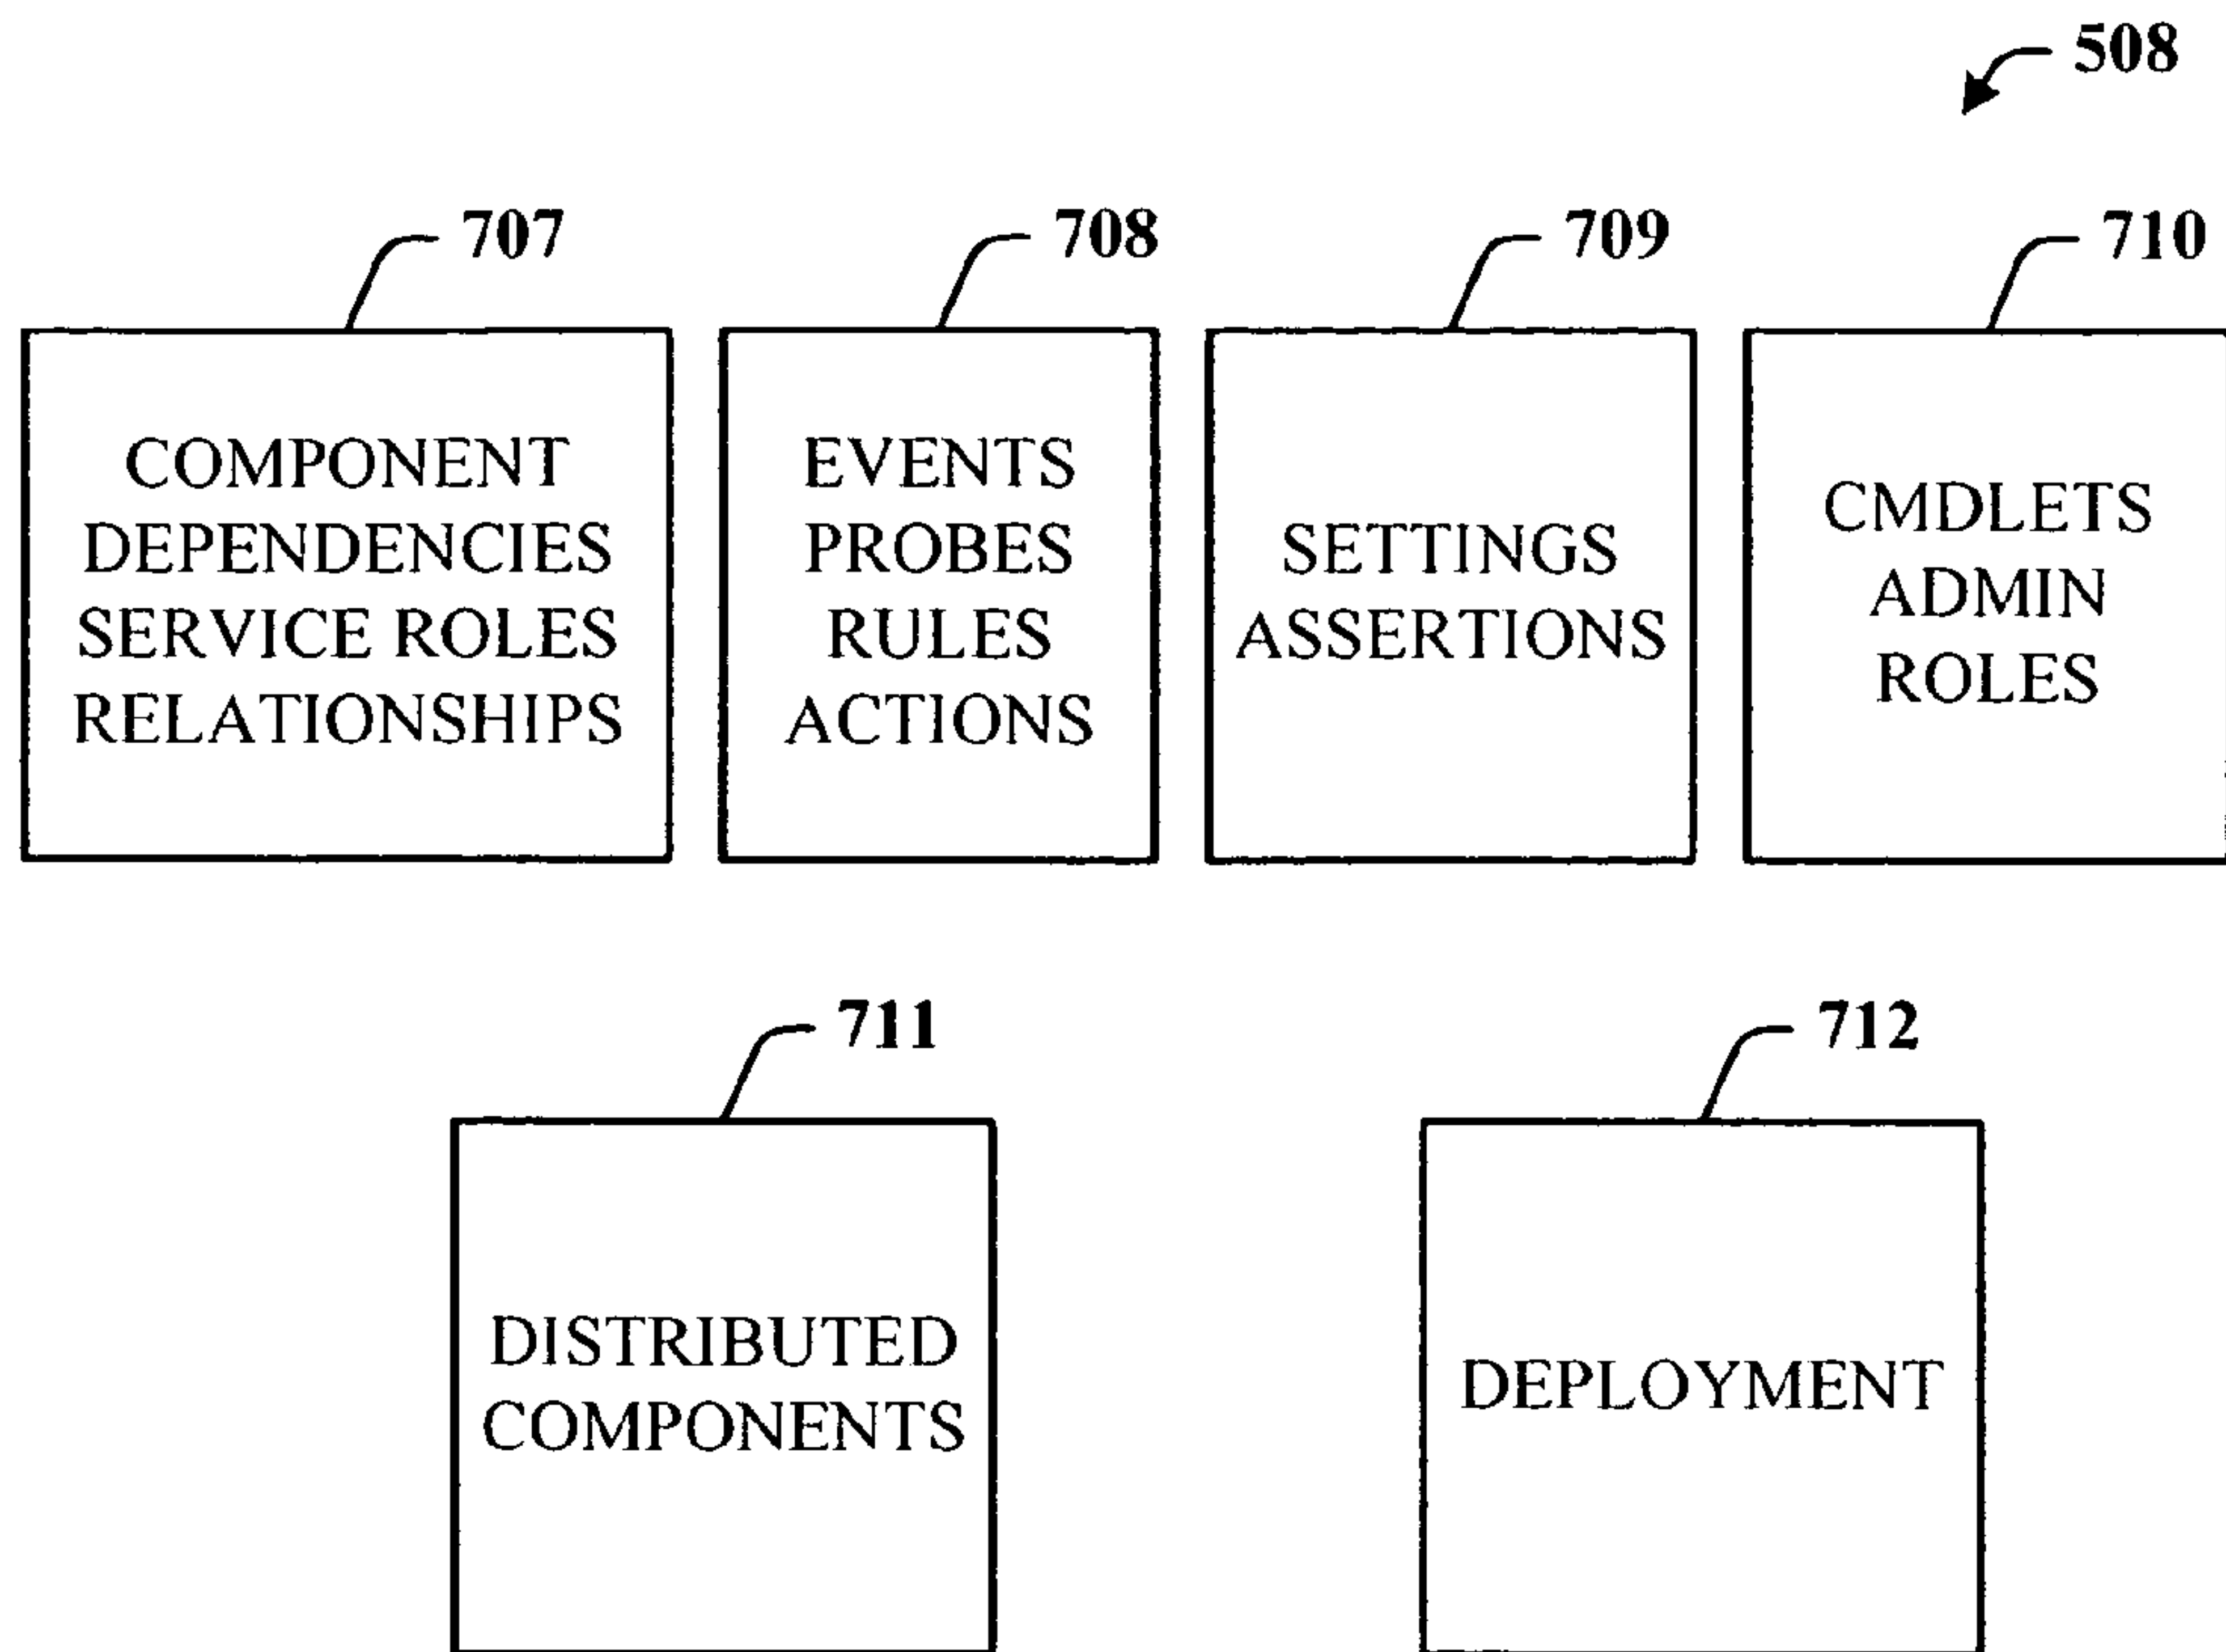 508
707
708
709
710
COMPONENT
DEPENDENCIES
SERVICE ROLES
RELATIONSHIPS
EVENTS
PROBES
RULES
ACTIONS
SETTINGS
ASSERTIONS
CMDLETS
ADMIN
ROLES
711
712
DISTRIBUTED
COMPONENTS
DEPLOYMENT